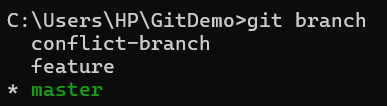 C:\Users\HP\GitDemo>git branch
  conflict-branch
  feature
* master